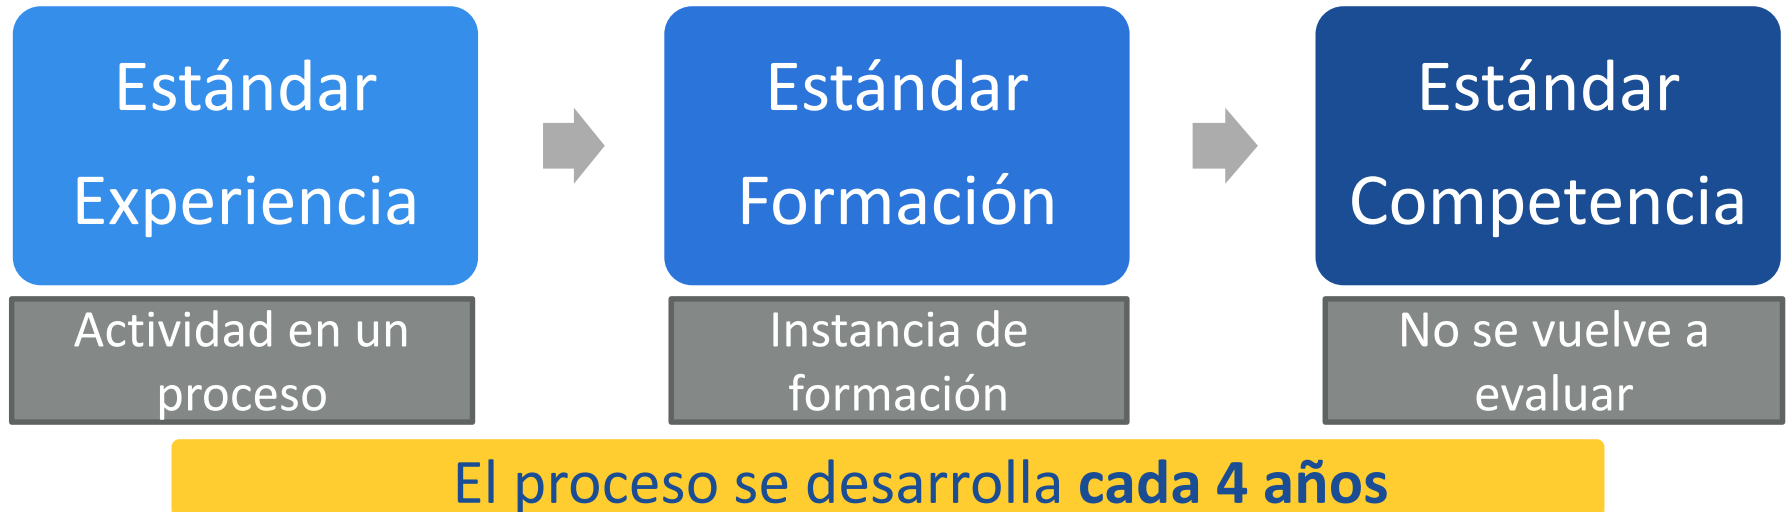 Estándar
Experiencia
Actividad en un
proceso
Estándar
Formación
Instancia de
formación
Estándar
Competencia
No se vuelve a
evaluar
El proceso se desarrolla cada 4 años